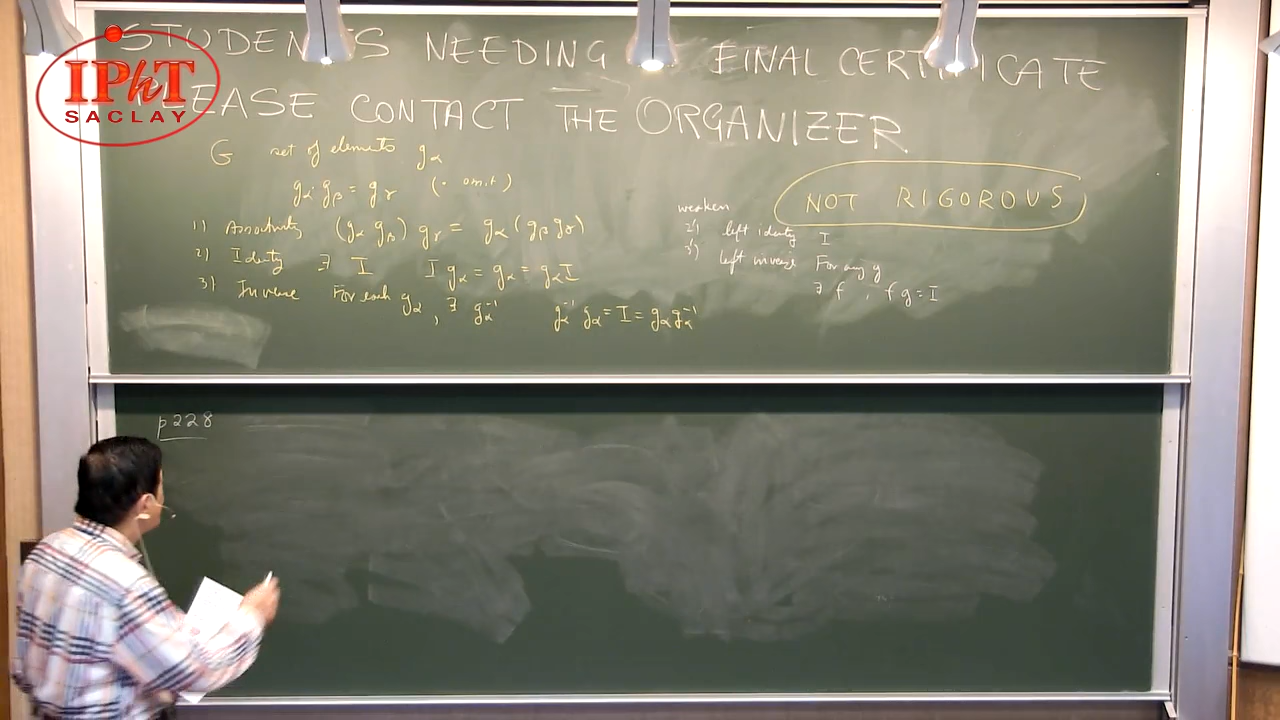 STUDENTS NEEDING FINAL CERTIFICATE
PLEASE CONTACT THE ORGANIZER
IPhT
SACLAY
G set of elements gα
gα · gβ = gγ (· omit)
1) Associativity (gα gβ) gγ = gα (gβ gγ)
2) Identity ∃ I I gα = gα = gα I
3) Inverse For each gα , ∃ gα⁻¹ gα⁻¹ gα = I = gα gα⁻¹
NOT RIGOROUS
weaken
2') left identity I
3') left inverse For any g
∃ f , f g = I
p228